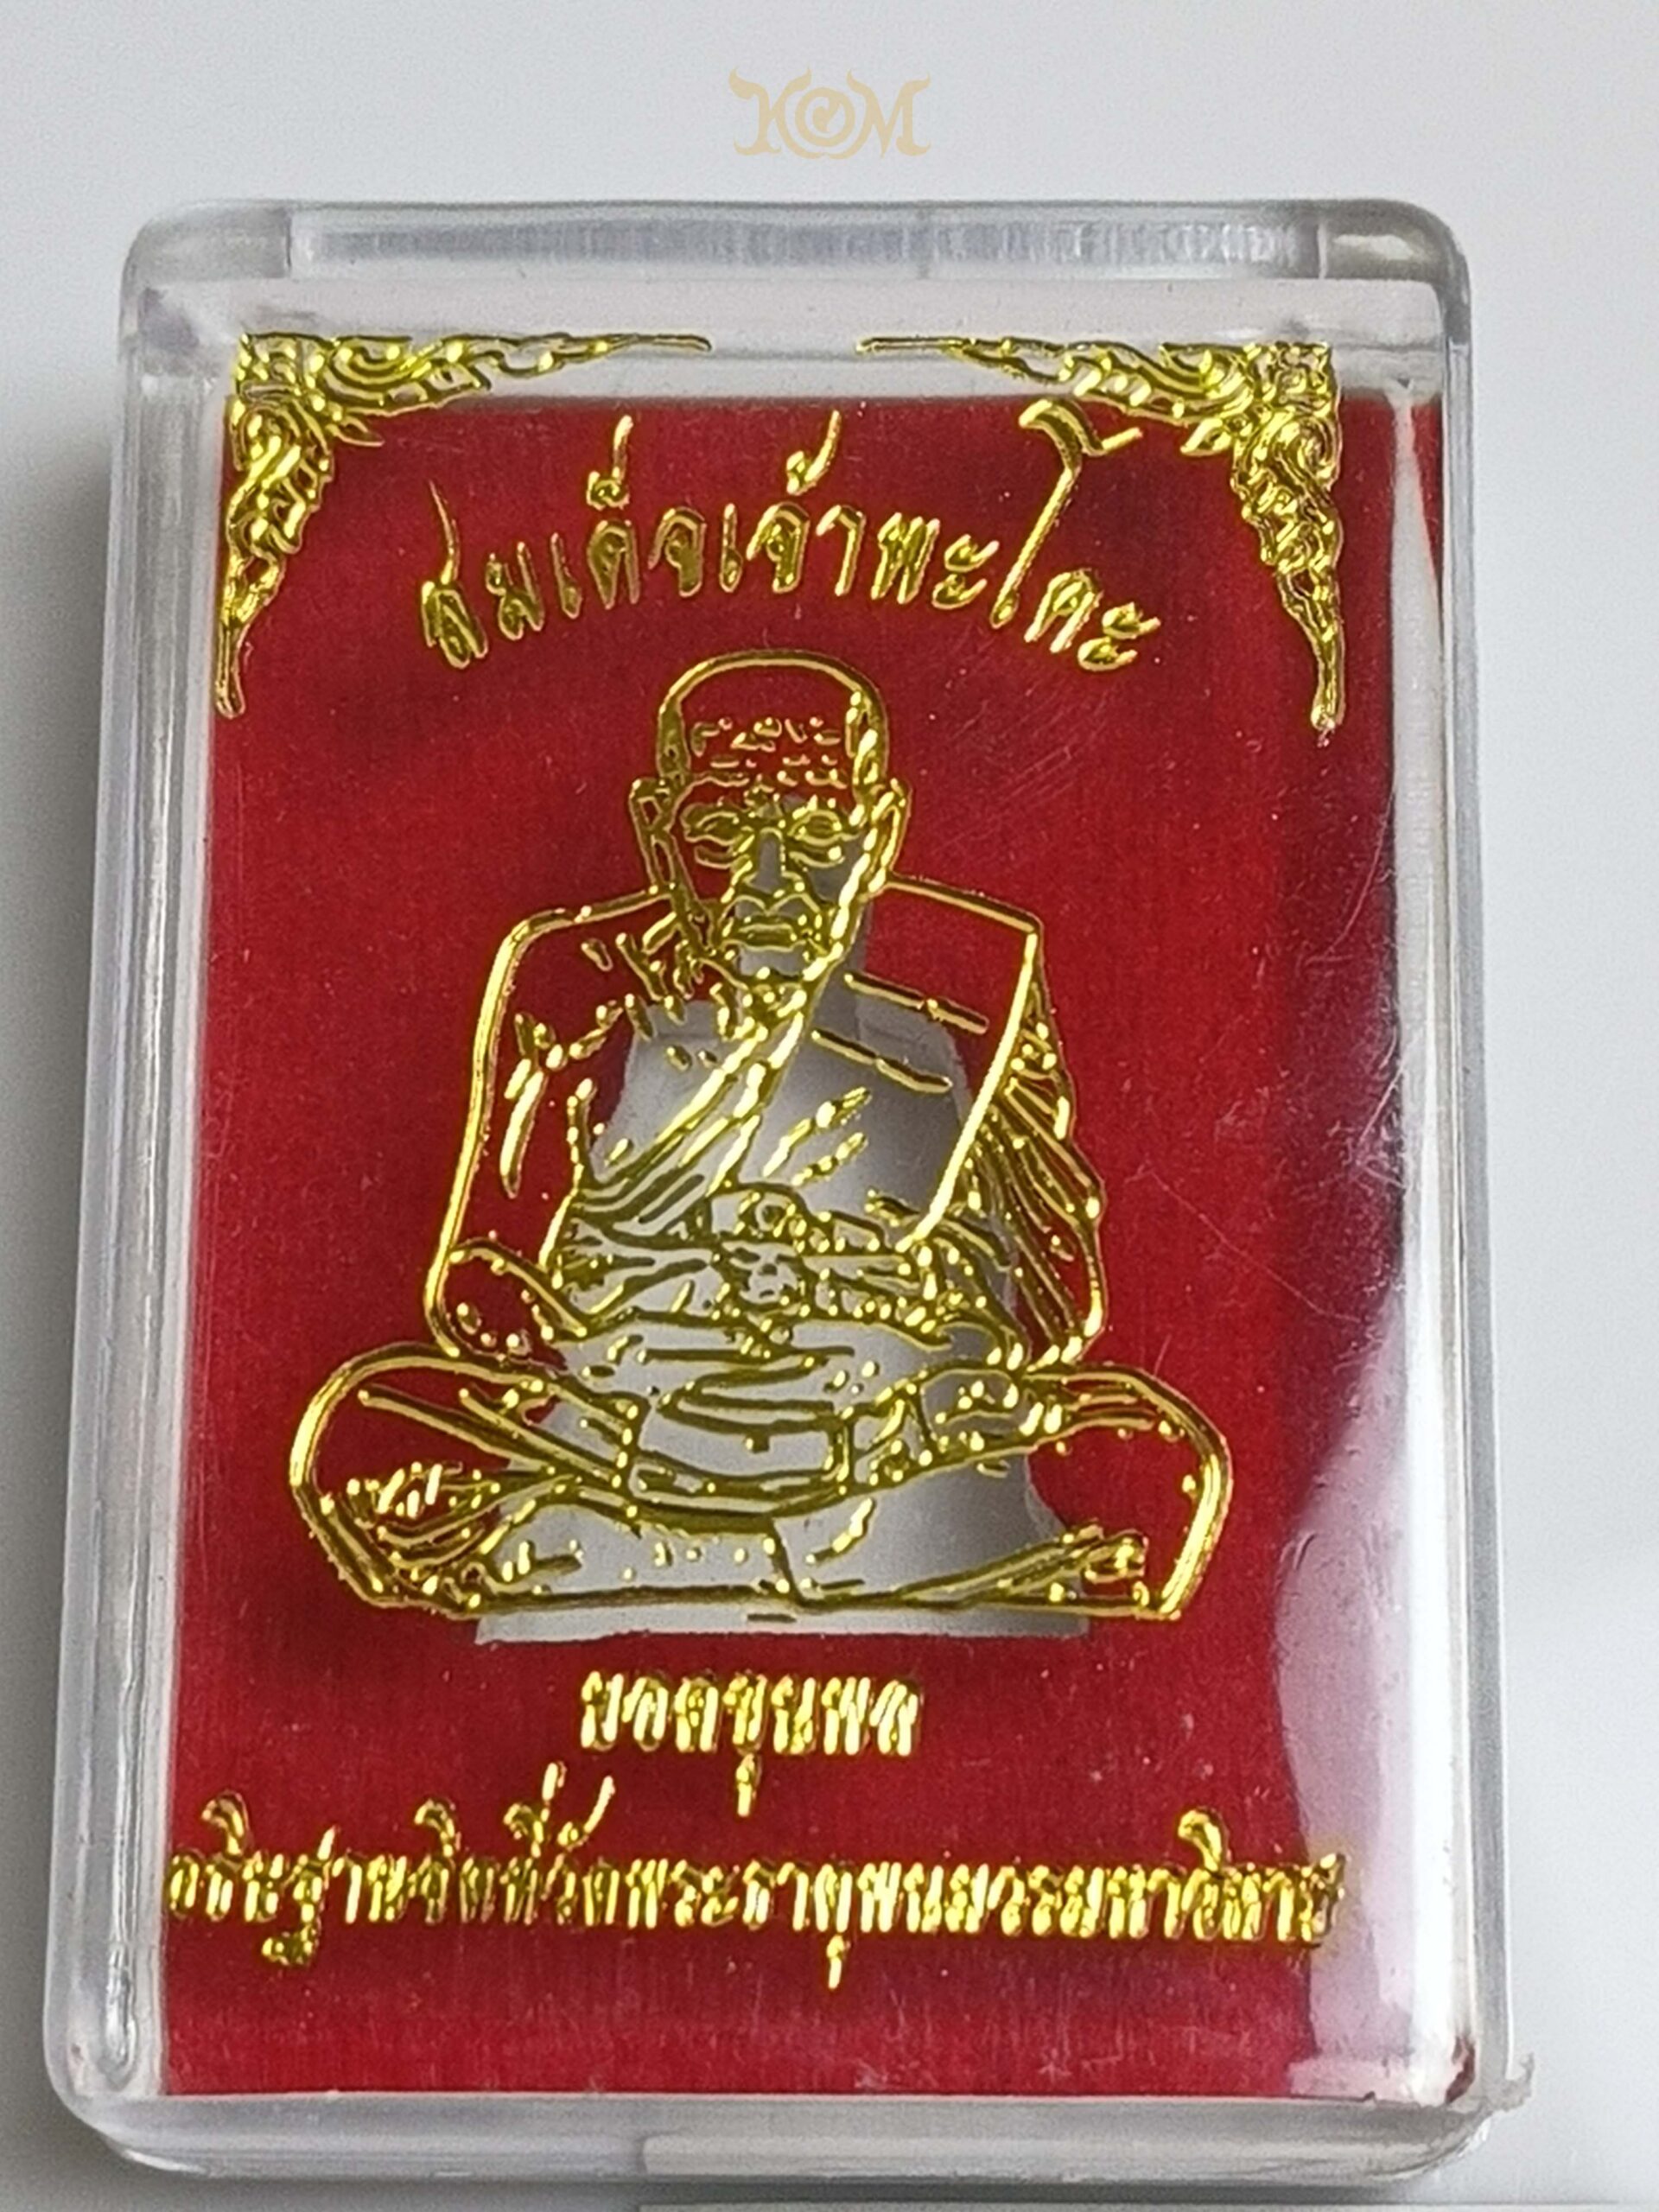 KOM
สมเด็จเจ้าพะโคะ
ยอดขุนพล
อธิษฐานจิตที่วัดพระธาตุพนมวรมหาวิหาร